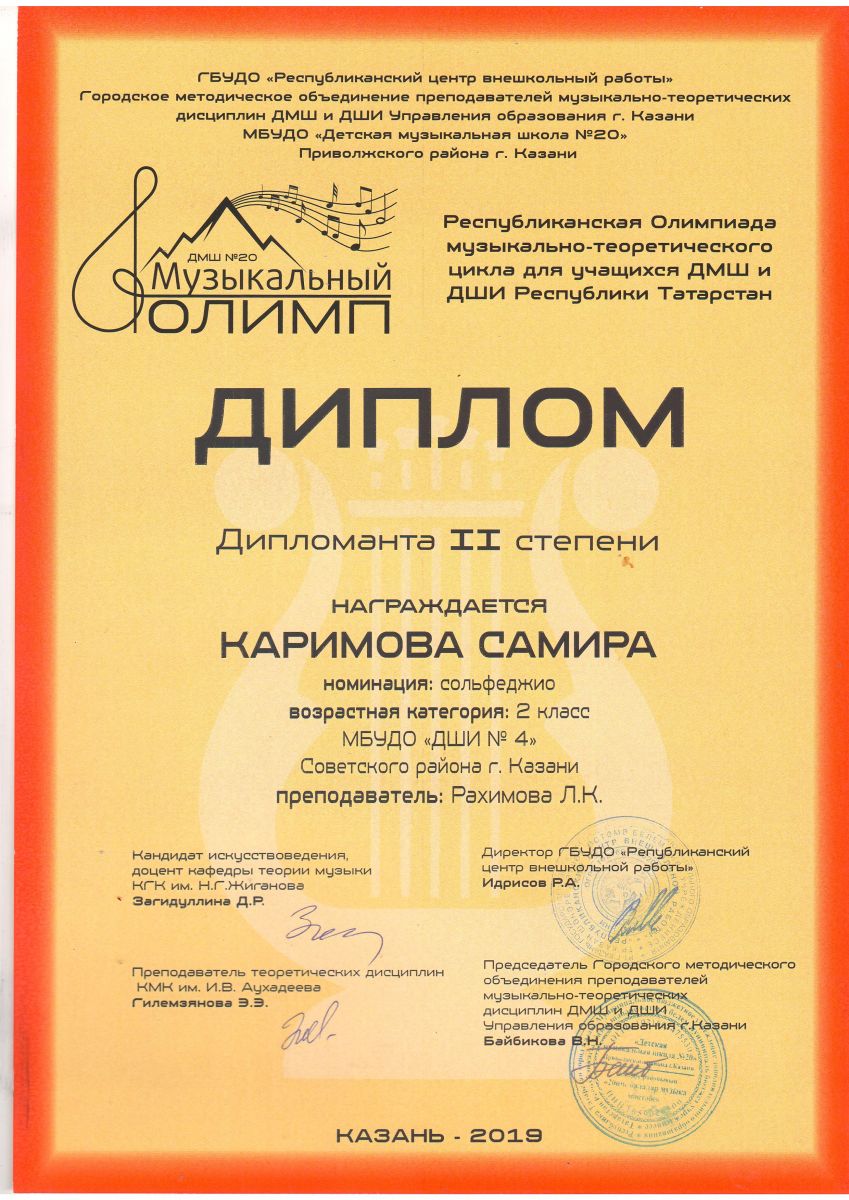 ГБУДО «Республиканский центр внешкольный работы»
Городское методическое объединение преподавателей музыкально-теоретических
дисциплин ДМШ и ДШИ Управления образования г. Казани
МБУДО «Детская музыкальная школа №20»
Приволжского района г. Казани
ДМШ №20
Музыкальный
ОЛИМП
Республиканская Олимпиада
музыкально-теоретического
цикла для учащихся ДМШ и
ДШИ Республики Татарстан
ДИПЛОМ
Дипломанта II степени
НАГРАЖДАЕТСЯ
КАРИМОВА САМИРА
номинация: сольфеджио
возрастная категория: 2 класс
МБУДО «ДШИ № 4»
Советского района г. Казани
преподаватель: Рахимова Л.К.
Кандидат искусствоведения,
доцент кафедры теории музыки
КГК им. Н.Г.Жиганова
Загидуллина Д.Р.
Директор ГБУДО «Републиканский
центр внешкольной работы»
Идрисов Р.А.
Преподаватель теоретических дисциплин
КМК им. И.В. Аухадеева
Гилемзянова Э.Э.
Председатель Городского методического
объединения преподавателей
музыкально-теоретических
дисциплин ДМШ и ДШИ
Управления образования г.Казани
Байбикова В.Н.
«Детская
музыкальная школа №20»
КАЗАНЬ - 2019